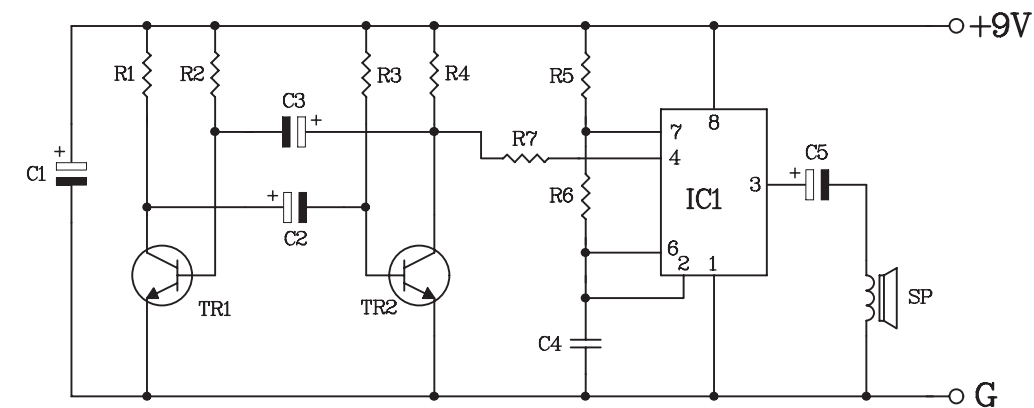 +9V
R1
R2
R3
R4
R5
8
C3
+
7
R7
4
+
C1
C5
+
3
R6
IC1
+
C2
6
2
1
TR1
TR2
SP
C4
G